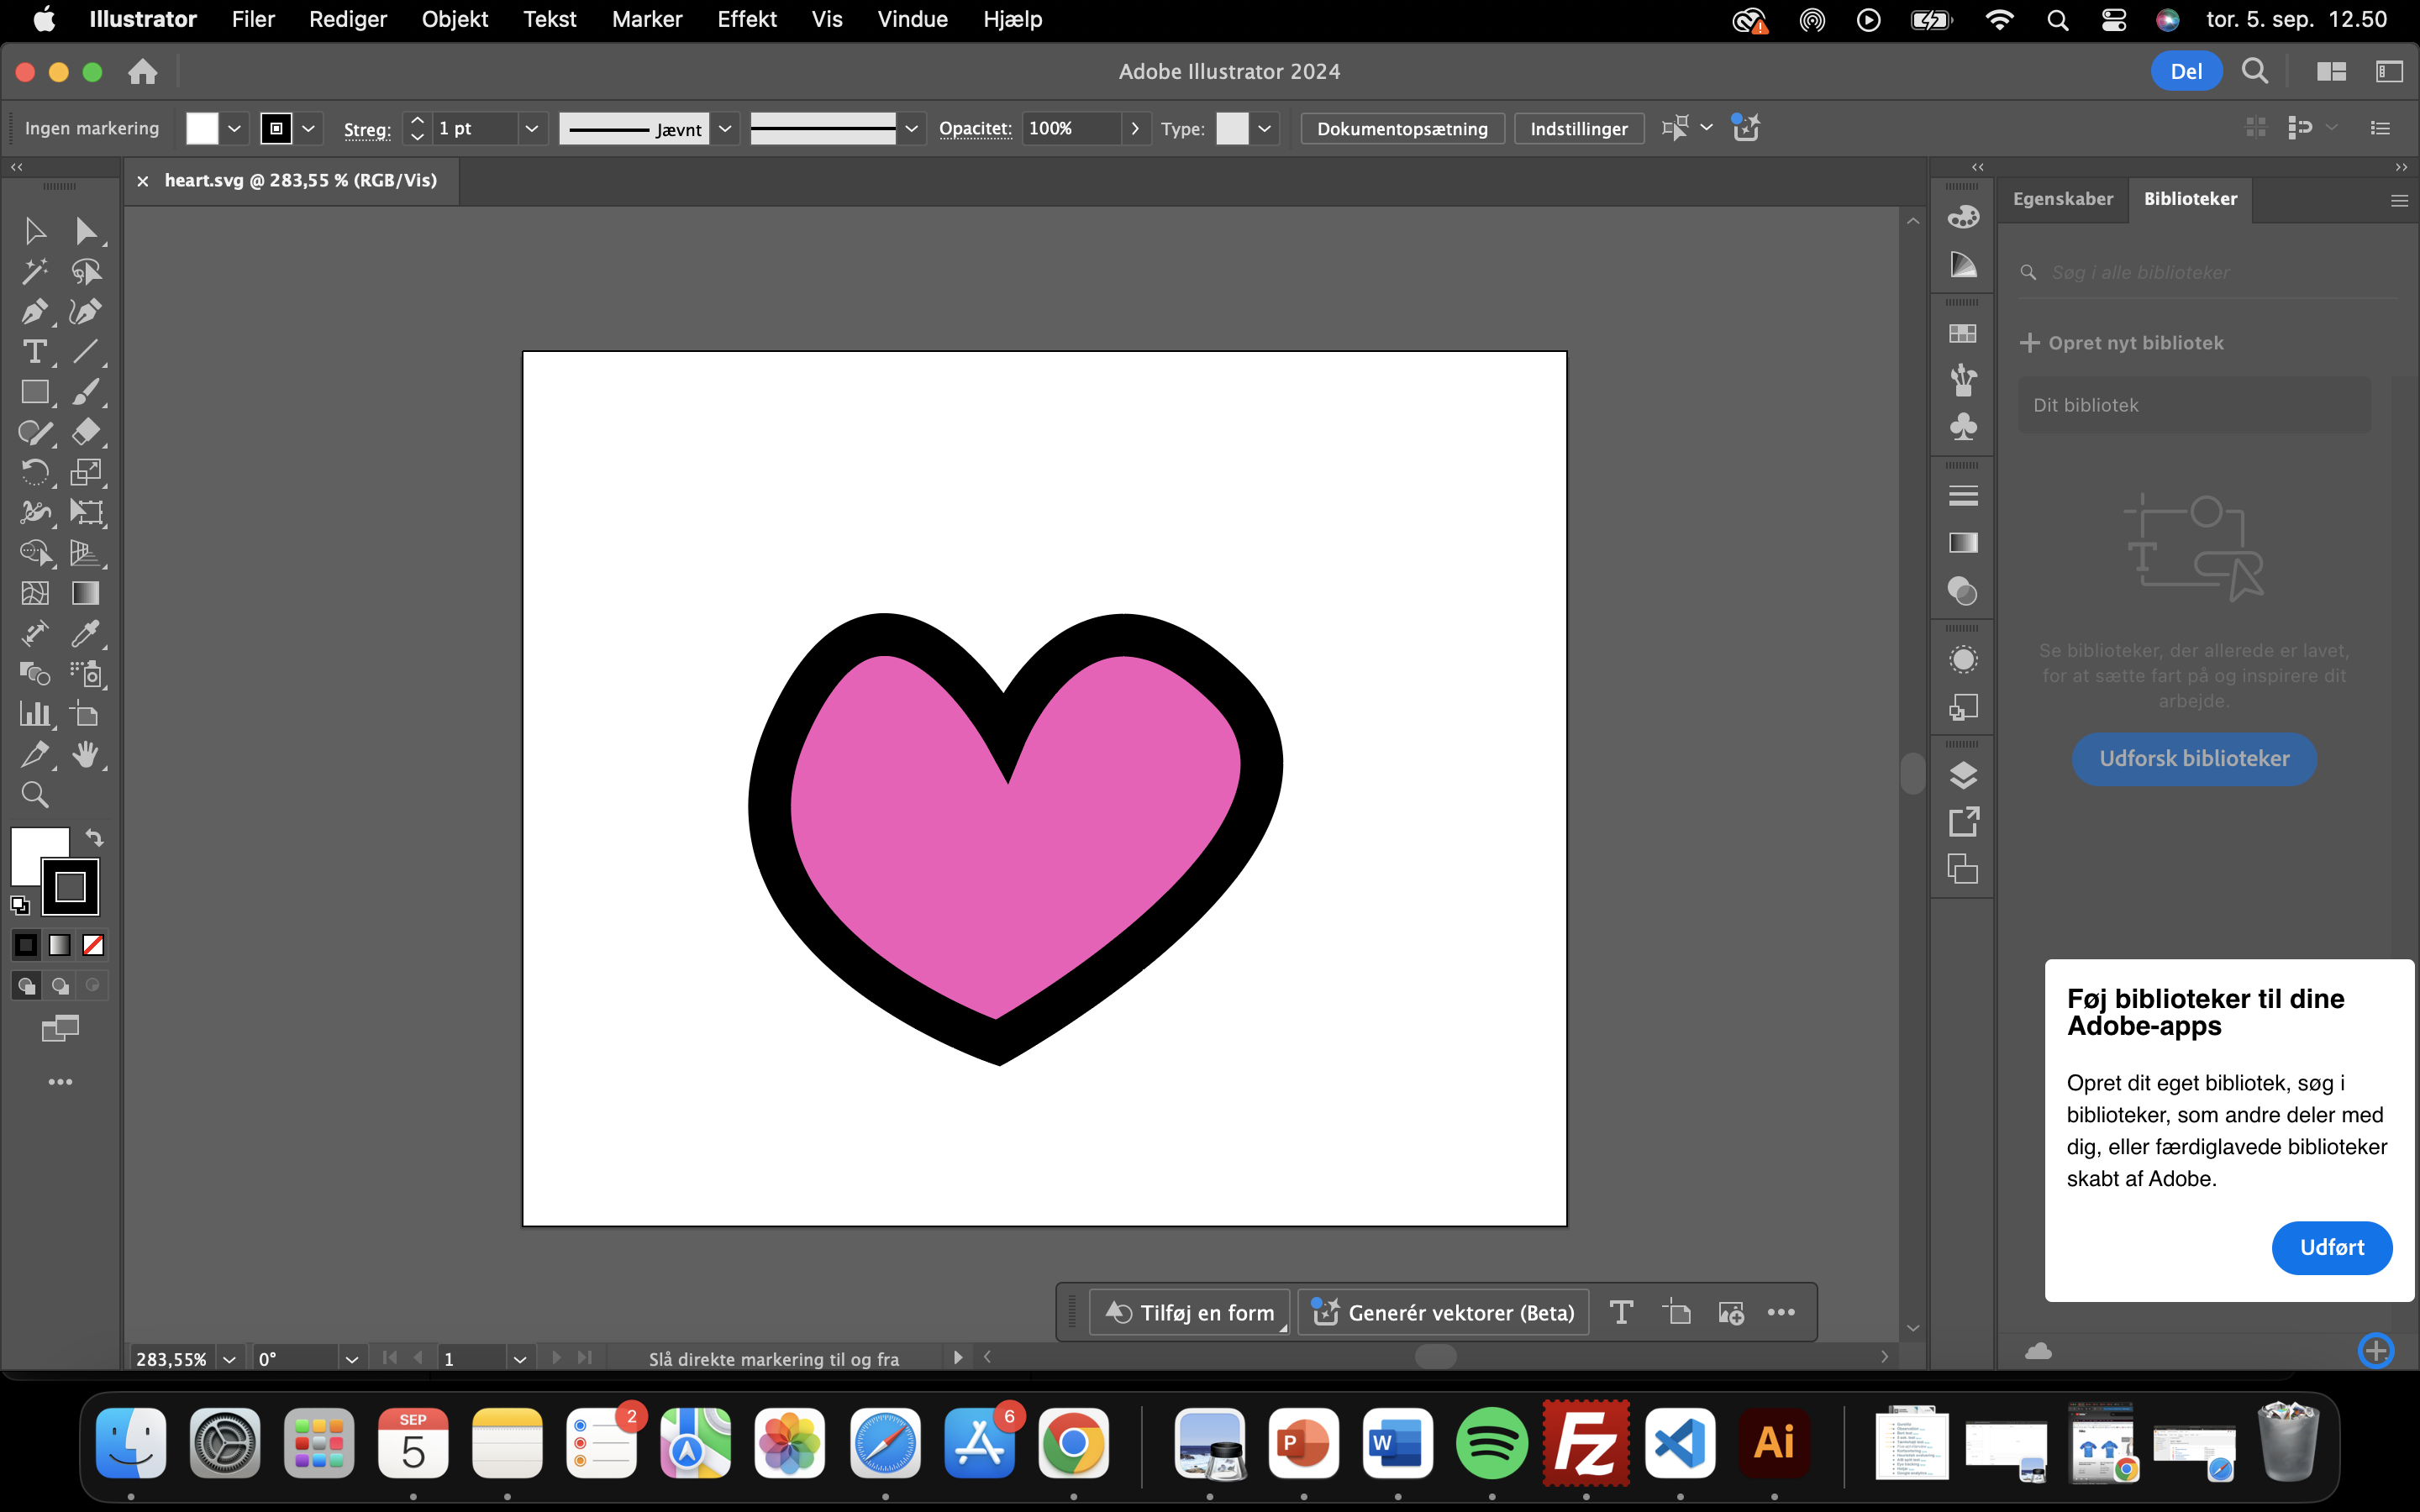 Illustrator Filer Rediger Objekt Tekst Marker Effekt Vis Vindue Hjælp tor. 5. sep. 12.50
Adobe Illustrator 2024 Del
Ingen markering Streg: 1 pt Jævnt Opacitet: 100% Type: Dokumentopsætning Indstillinger
× heart.svg @ 283,55 % (RGB/Vis)
Egenskaber Biblioteker
Søg i alle biblioteker
Opret nyt bibliotek
Dit bibliotek
Se biblioteker, der allerede er lavet,
for at sætte fart på og inspirere dit
arbejde.
Udforsk biblioteker
Føj biblioteker til dine
Adobe-apps
Opret dit eget bibliotek, søg i
biblioteker, som andre deler med
dig, eller færdiglavede biblioteker
skabt af Adobe.
Udført
Tilføj en form Generér vektorer (Beta)
283,55% 0° 1 Slå direkte markering til og fra
SEP
5
2
6
P
W
Fz
Ai